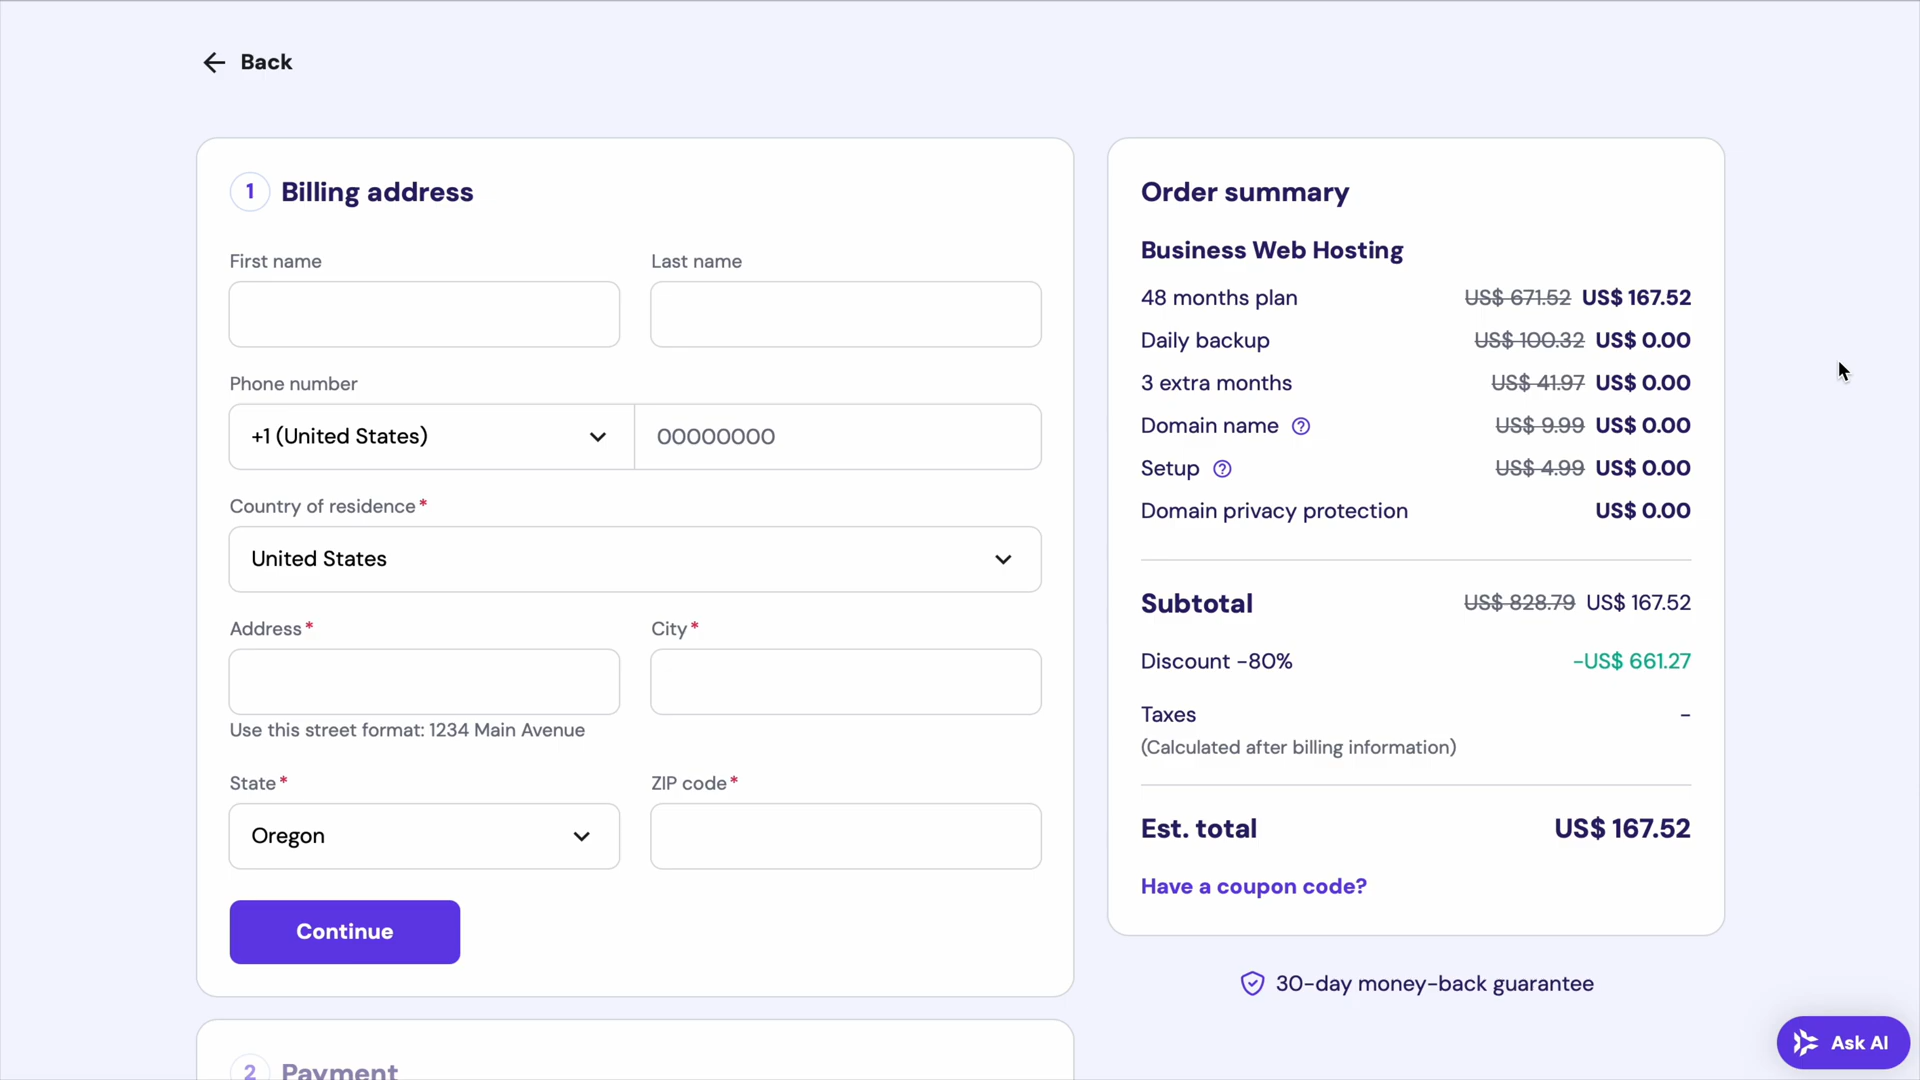 Back
1 Billing address
First name
Last name
Phone number
+1 (United States)
00000000
Country of residence*
United States
Address*
City*
Use this street format: 1234 Main Avenue
State*
ZIP code*
Oregon
Continue
2 Payment
Order summary
Business Web Hosting
48 months plan US$ 671.52 US$ 167.52
Daily backup US$ 100.32 US$ 0.00
3 extra months US$ 41.97 US$ 0.00
Domain name US$ 9.99 US$ 0.00
Setup US$ 4.99 US$ 0.00
Domain privacy protection US$ 0.00
Subtotal US$ 828.79 US$ 167.52
Discount -80% -US$ 661.27
Taxes -
(Calculated after billing information)
Est. total US$ 167.52
Have a coupon code?
30-day money-back guarantee
Ask AI